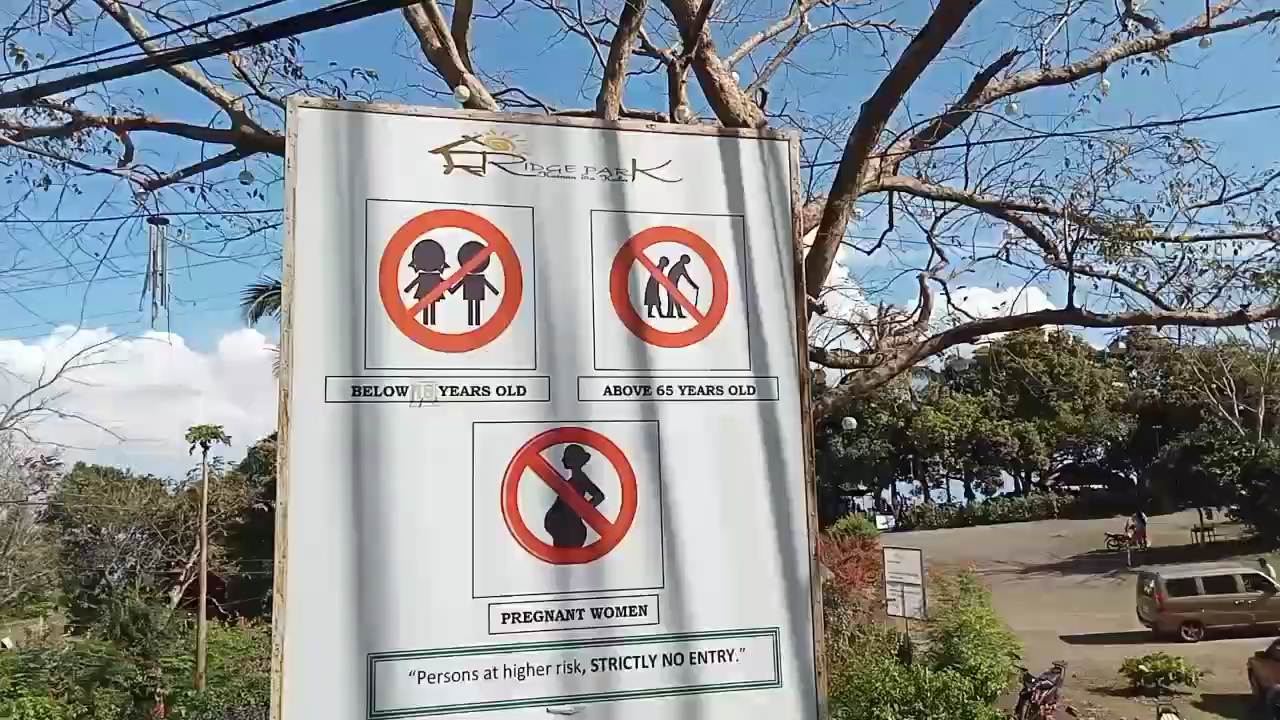 RIDGE PARK
BELOW YEARS OLD
ABOVE 65 YEARS OLD
PREGNANT WOMEN
“Persons at higher risk, STRICTLY NO ENTRY.”